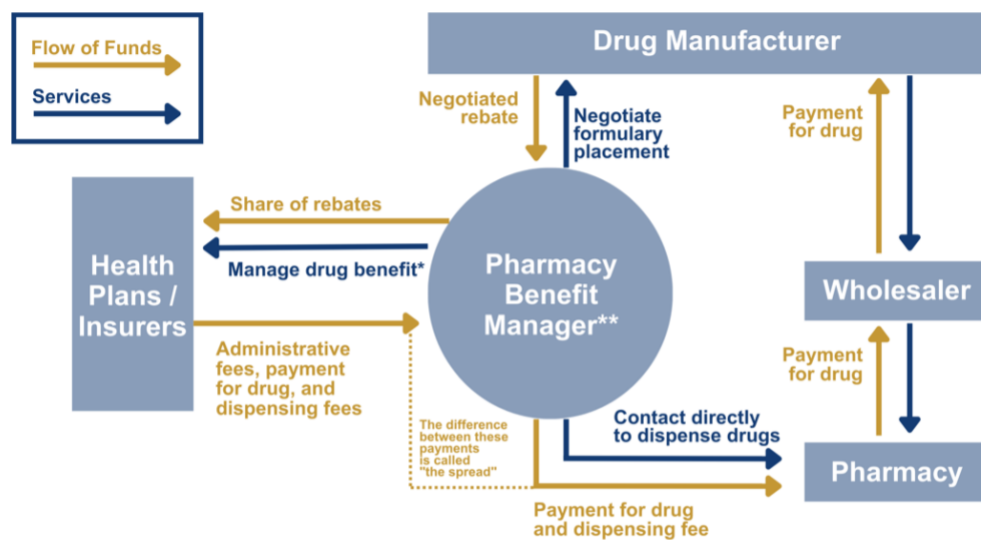 Flow of Funds
Services
Drug Manufacturer
Negotiated
rebate
Negotiate
formulary
placement
Payment
for drug
Share of rebates
Manage drug benefit*
Health
Plans /
Insurers
Pharmacy
Benefit
Manager**
Wholesaler
Administrative
fees, payment
for drug, and
dispensing fees
Payment
for drug
The difference
between these
payments
is called
"the spread"
Contact directly
to dispense drugs
Pharmacy
Payment for drug
and dispensing fee